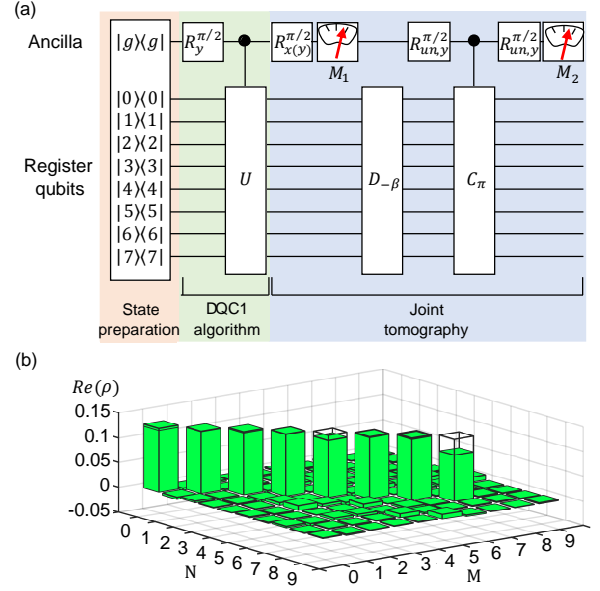 (a)
Ancilla
|g⟩⟨g|
R_y^{π/2}
R_{x(y)}^{π/2}
M_1
R_{un,y}^{π/2}
R_{un,y}^{π/2}
M_2
Register
qubits
|0⟩⟨0|
|1⟩⟨1|
|2⟩⟨2|
|3⟩⟨3|
|4⟩⟨4|
|5⟩⟨5|
|6⟩⟨6|
|7⟩⟨7|
U
D_{−β}
C_π
State
preparation
DQC1
algorithm
Joint
tomography
(b)
Re(ρ)
0.15
0.1
0.05
0
-0.05
0 1 2 3 4 5 6 7 8 9
N
0 1 2 3 4 5 6 7 8 9
M